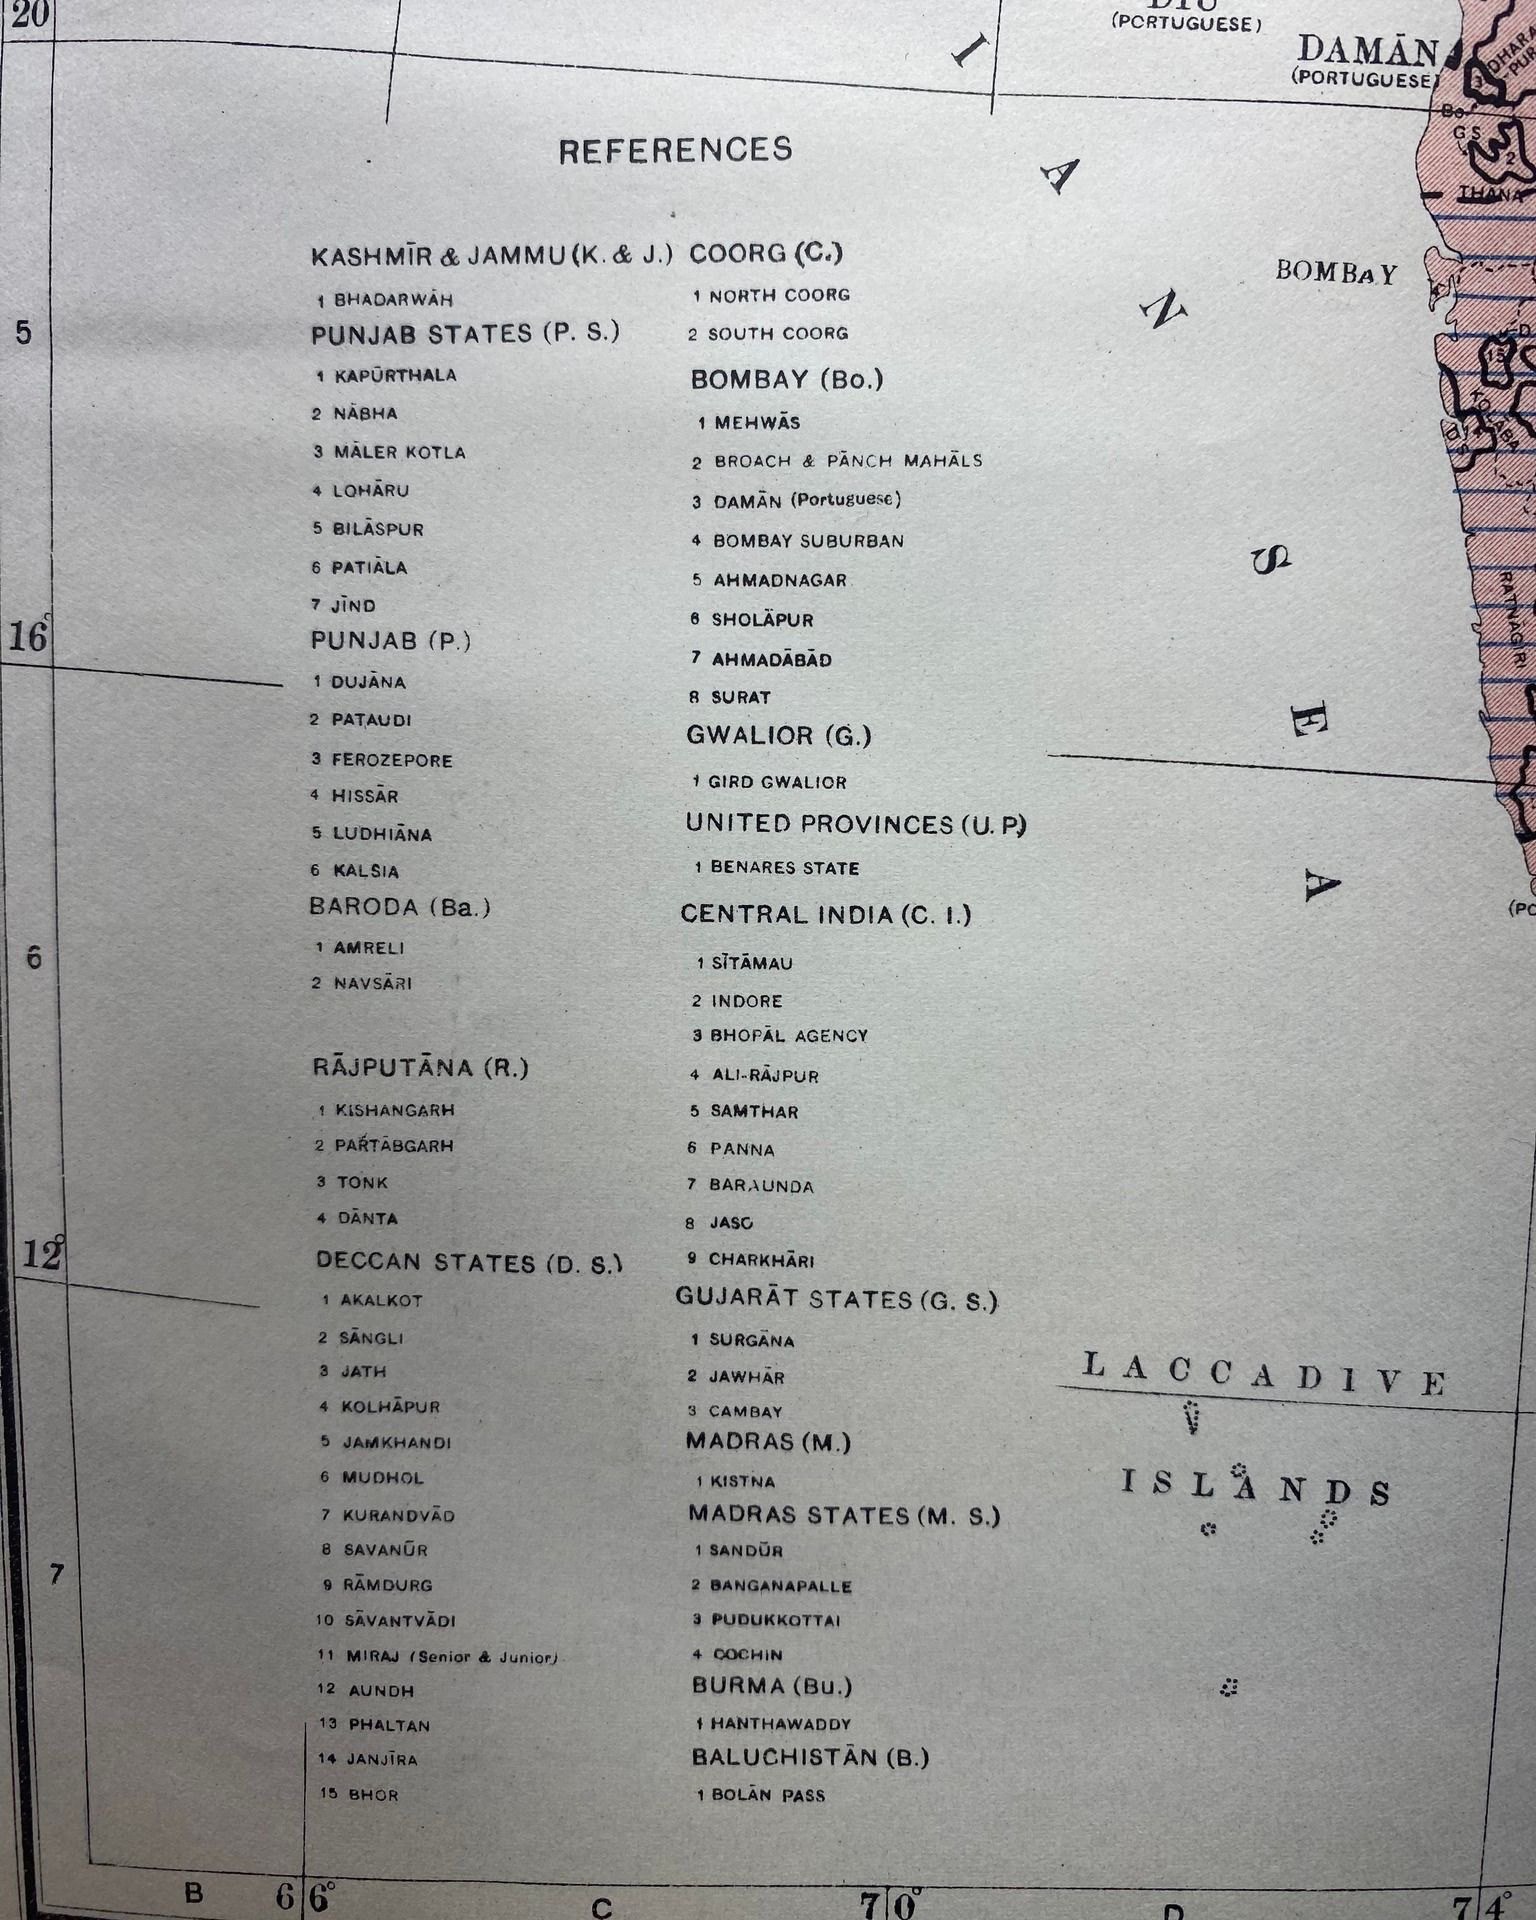 20
DIU
(PORTUGUESE)
DAMĀN
(PORTUGUESE)
I
A
N
S
E
A
Bo
G S
3
2
THANA
BOMBAY
4
15
14
RATNAGIRI
REFERENCES
KASHMĪR & JAMMU (K. & J.)
1 BHADARWĀH
PUNJAB STATES (P. S.)
1 KAPŪRTHALA
2 NĀBHA
3 MĀLER KOTLA
4 LOHĀRU
5 BILĀSPUR
6 PATIĀLA
7 JĪND
PUNJAB (P.)
1 DUJĀNA
2 PATAUDI
3 FEROZEPORE
4 HISSĀR
5 LUDHIĀNA
6 KALSIA
BARODA (Ba.)
1 AMRELI
2 NAVSĀRI
RĀJPUTĀNA (R.)
1 KISHANGARH
2 PARTĀBGARH
3 TONK
4 DĀNTA
DECCAN STATES (D. S.)
1 AKALKOT
2 SĀNGLI
3 JATH
4 KOLHĀPUR
5 JAMKHANDI
6 MUDHOL
7 KURANDVĀD
8 SAVANŪR
9 RĀMDURG
10 SĀVANTVĀDI
11 MIRAJ (Senior & Junior)
12 AUNDH
13 PHALTAN
14 JANJĪRA
15 BHOR
COORG (C.)
1 NORTH COORG
2 SOUTH COORG
BOMBAY (Bo.)
1 MEHWĀS
2 BROACH & PĀNCH MAHĀLS
3 DAMĀN (Portuguese)
4 BOMBAY SUBURBAN
5 AHMADNAGAR
6 SHOLĀPUR
7 AHMADĀBĀD
8 SURAT
GWALIOR (G.)
1 GIRD GWALIOR
UNITED PROVINCES (U. P.)
1 BENARES STATE
CENTRAL INDIA (C. I.)
1 SĪTĀMAU
2 INDORE
3 BHOPĀL AGENCY
4 ALI-RĀJPUR
5 SAMTHAR
6 PANNA
7 BARAUNDA
8 JASO
9 CHARKHĀRI
GUJARĀT STATES (G. S.)
1 SURGĀNA
2 JAWHĀR
3 CAMBAY
MADRAS (M.)
1 KISTNA
MADRAS STATES (M. S.)
1 SANDŪR
2 BANGANAPALLE
3 PUDUKKOTTAI
4 COCHIN
BURMA (Bu.)
1 HANTHAWADDY
BALUCHISTĀN (B.)
1 BOLĀN PASS
LACCADIVE
ISLANDS
5
16°
6
12°
7
B 66° C 70° D 74°